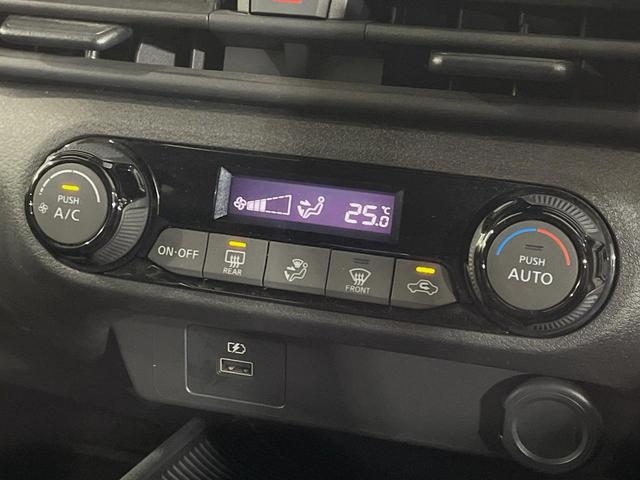 PUSH
A/C
25.0 ℃
PUSH
AUTO
ON·OFF
REAR
FRONT